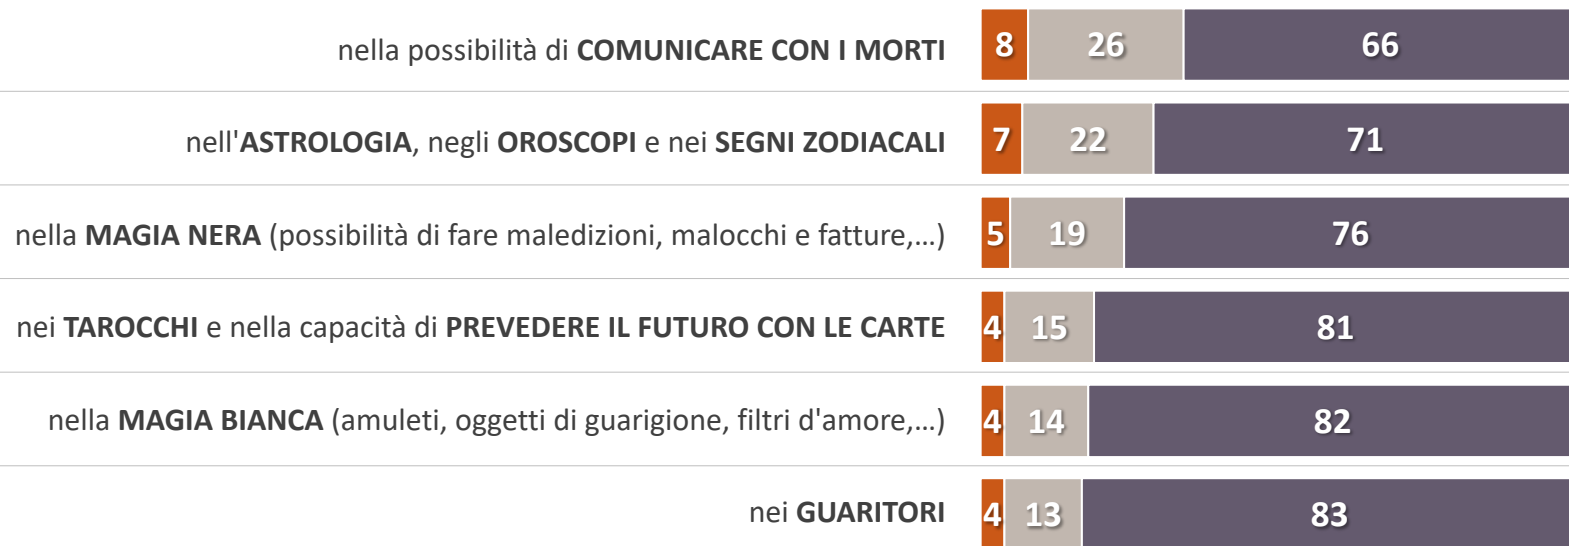 nella possibilità di COMUNICARE CON I MORTI 8 26 66
nell'ASTROLOGIA, negli OROSCOPI e nei SEGNI ZODIACALI 7 22 71
nella MAGIA NERA (possibilità di fare maledizioni, malocchi e fatture,...) 5 19 76
nei TAROCCHI e nella capacità di PREVEDERE IL FUTURO CON LE CARTE 4 15 81
nella MAGIA BIANCA (amuleti, oggetti di guarigione, filtri d'amore,...) 4 14 82
nei GUARITORI 4 13 83